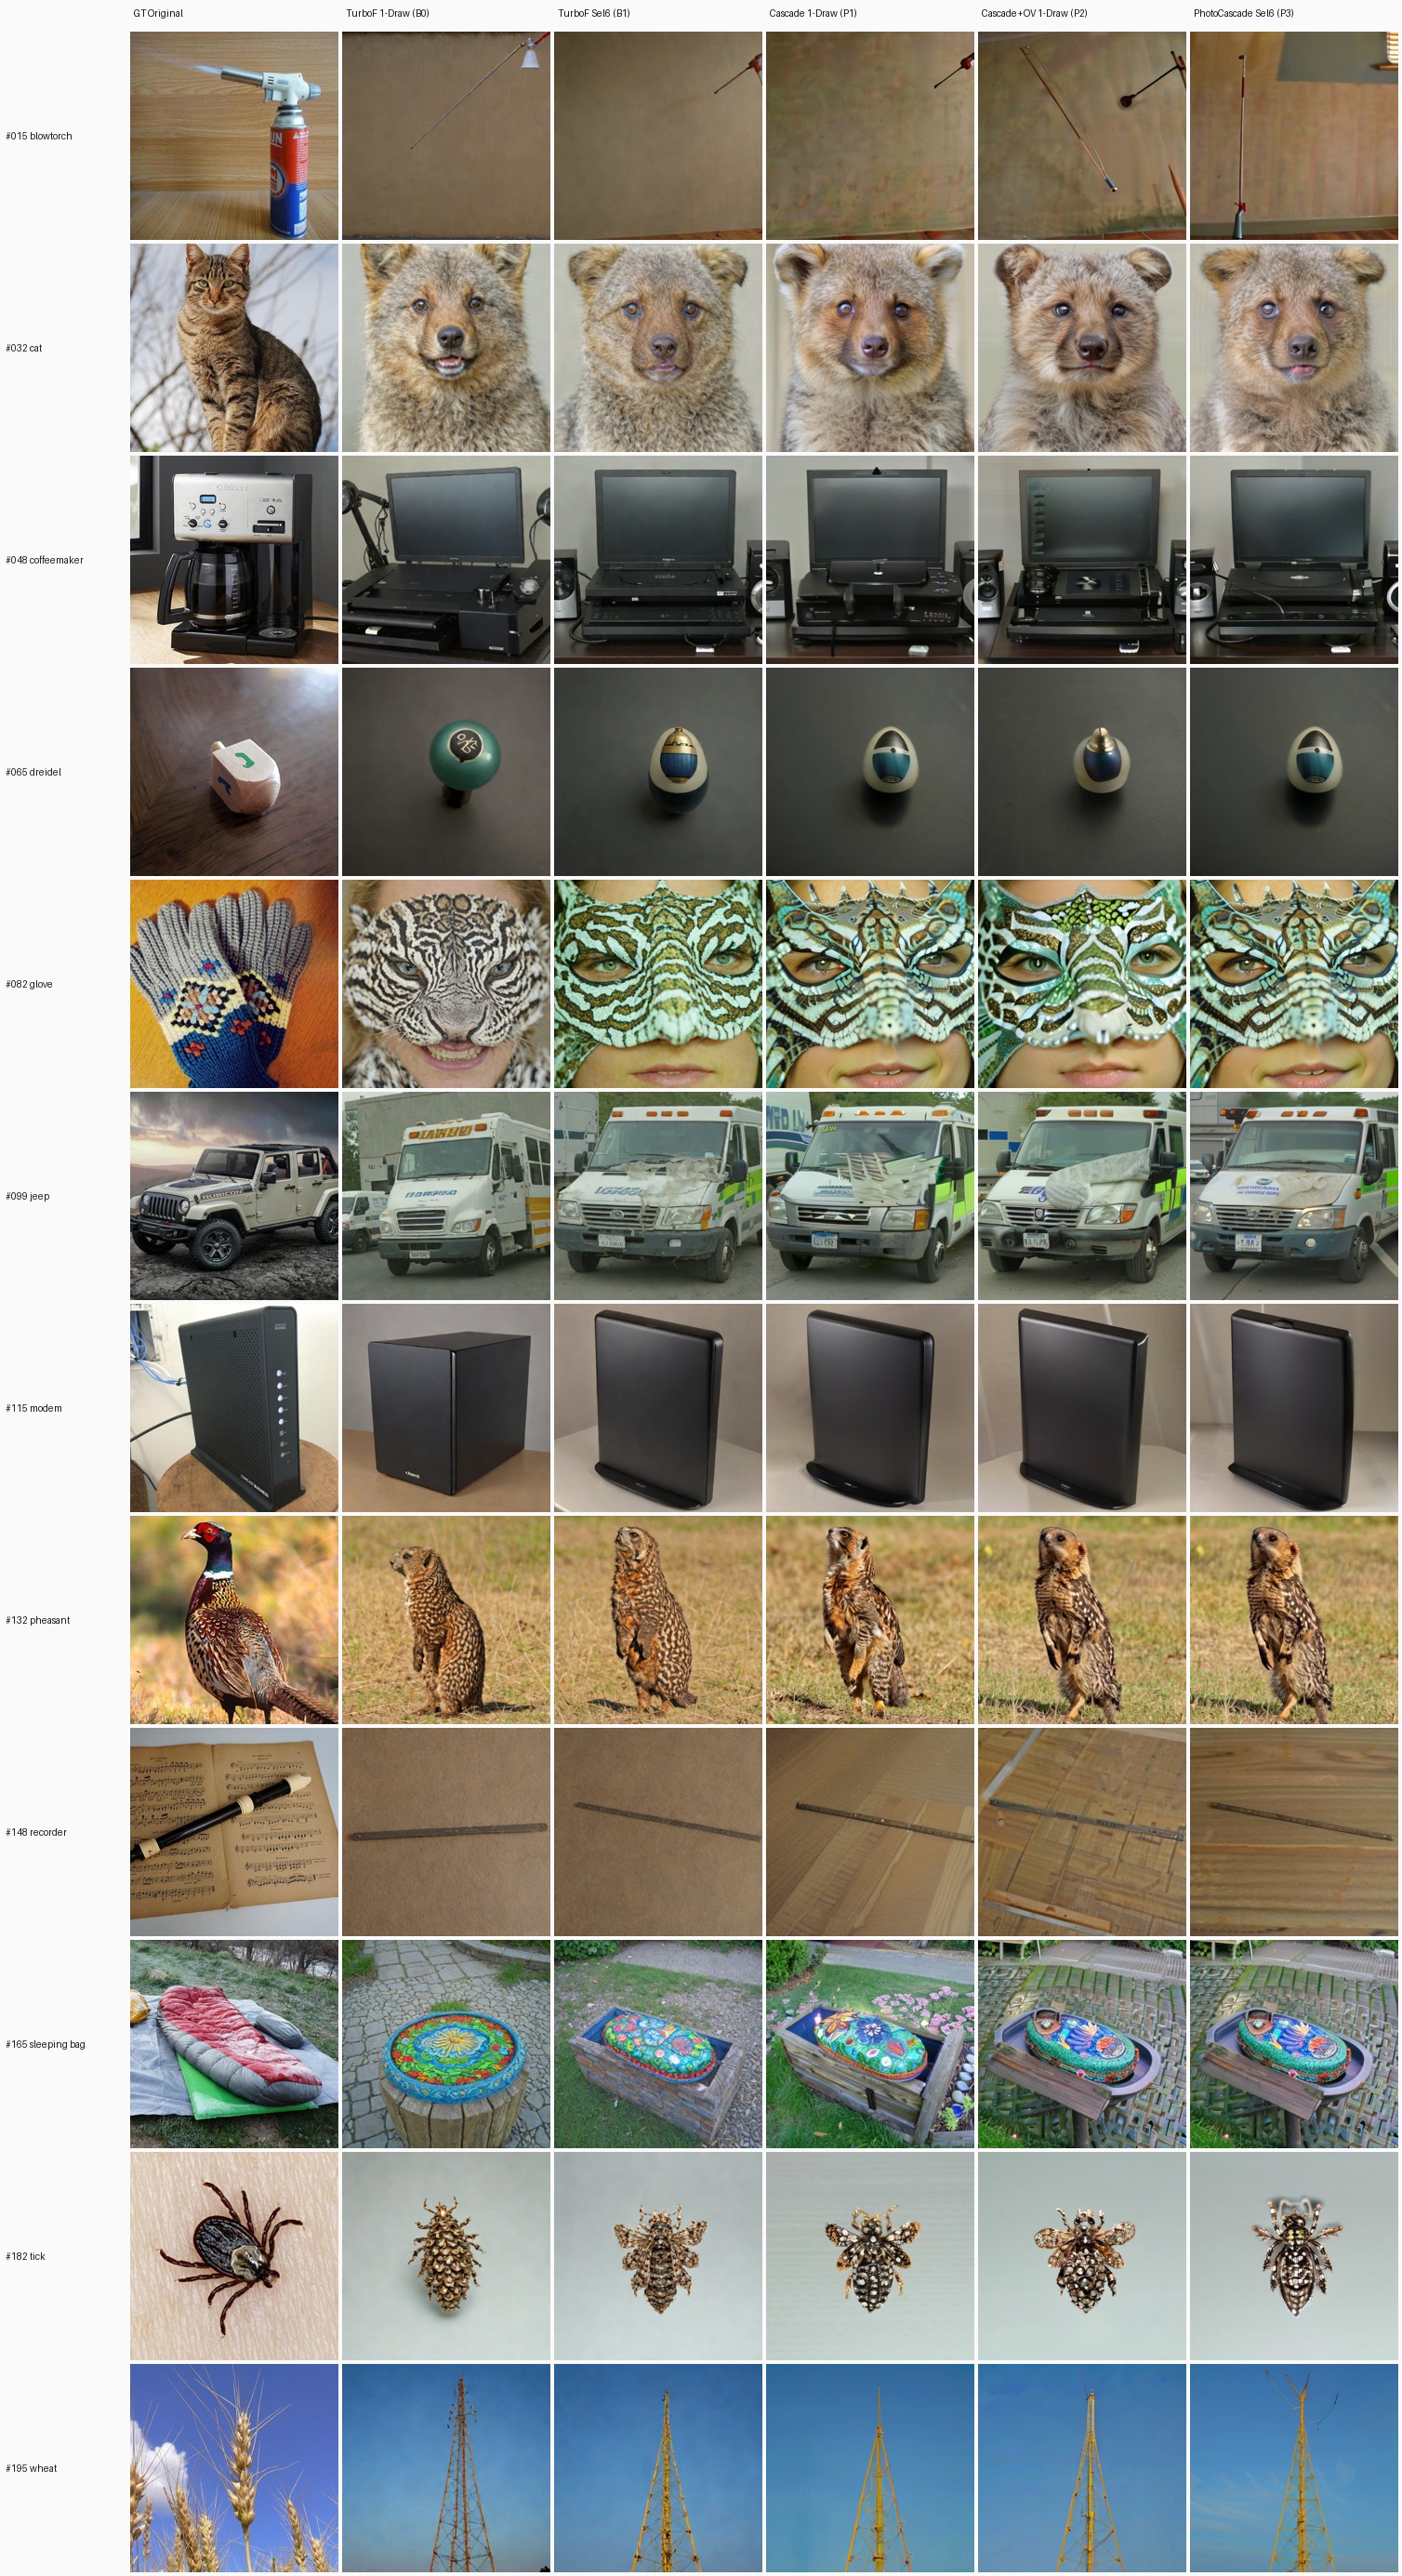 GT Original
TurboF 1-Draw (B0)
TurboF Sel6 (B1)
Cascade 1-Draw (P1)
Cascade+OV 1-Draw (P2)
PhotoCascade Sel6 (P3)
#015 blowtorch
#032 cat
#048 coffeemaker
#065 dreidel
#082 glove
#099 jeep
RUBICON
#115 modem
#132 pheasant
#148 recorder
#165 sleeping bag
#182 tick
#195 wheat